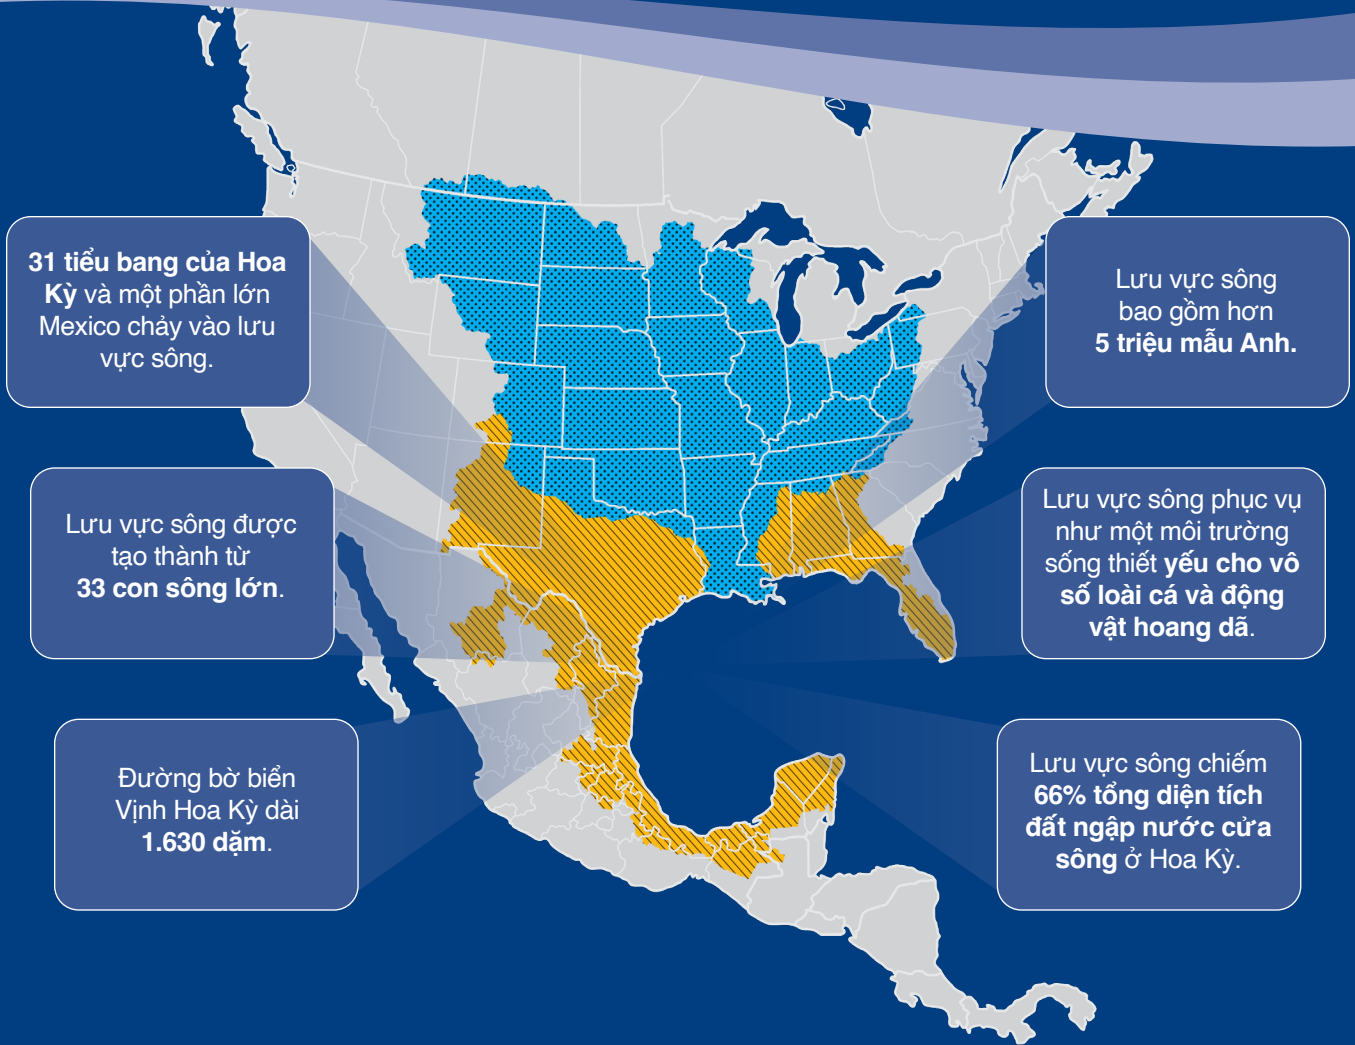 31 tiểu bang của Hoa
Kỳ và một phần lớn
Mexico chảy vào lưu
vực sông.
Lưu vực sông được
tạo thành từ
33 con sông lớn.
Đường bờ biển
Vịnh Hoa Kỳ dài
1.630 dặm.
Lưu vực sông
bao gồm hơn
5 triệu mẫu Anh.
Lưu vực sông phục vụ
như một môi trường
sống thiết yếu cho vô
số loài cá và động
vật hoang dã.
Lưu vực sông chiếm
66% tổng diện tích
đất ngập nước cửa
sông ở Hoa Kỳ.